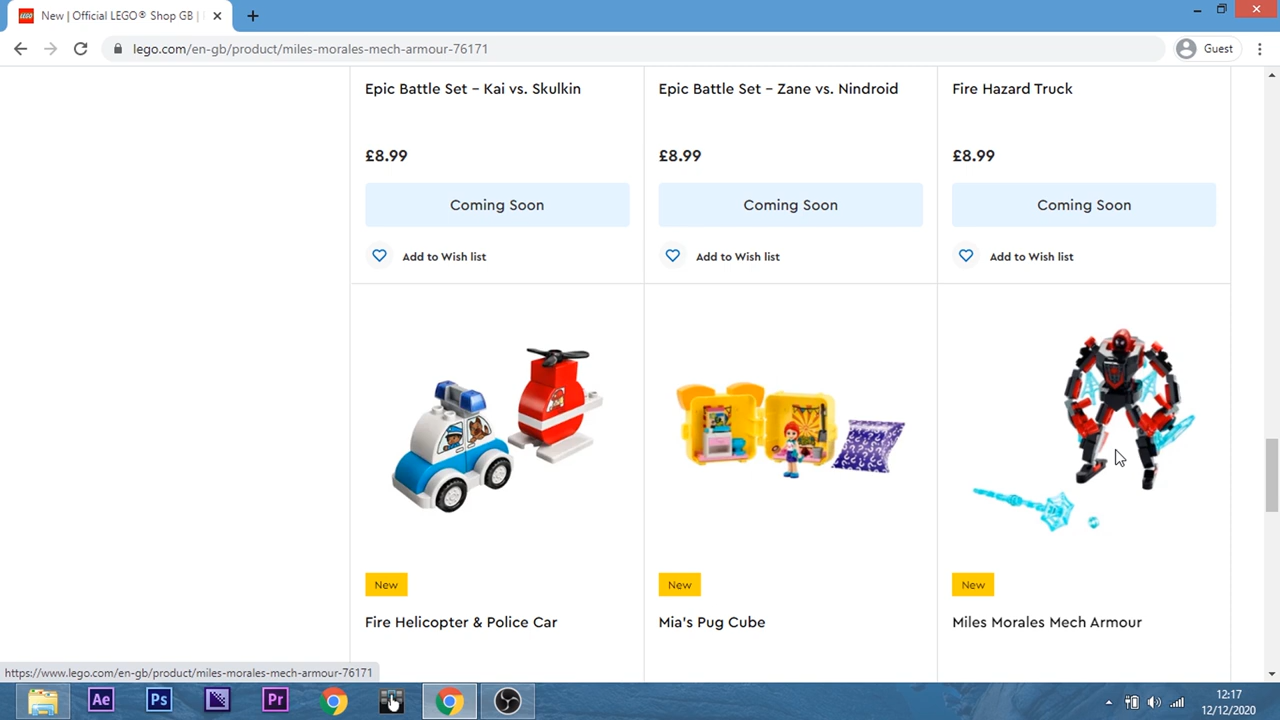 New | Official LEGO® Shop GB |
lego.com/en-gb/product/miles-morales-mech-armour-76171
Guest
Epic Battle Set – Kai vs. Skulkin
Epic Battle Set – Zane vs. Nindroid
Fire Hazard Truck
£8.99
£8.99
£8.99
Coming Soon
Coming Soon
Coming Soon
Add to Wish list
Add to Wish list
Add to Wish list
New
New
New
Fire Helicopter & Police Car
Mia's Pug Cube
Miles Morales Mech Armour
https://www.lego.com/en-gb/product/miles-morales-mech-armour-76171
Ae
Ps
Pr
12:17
12/12/2020